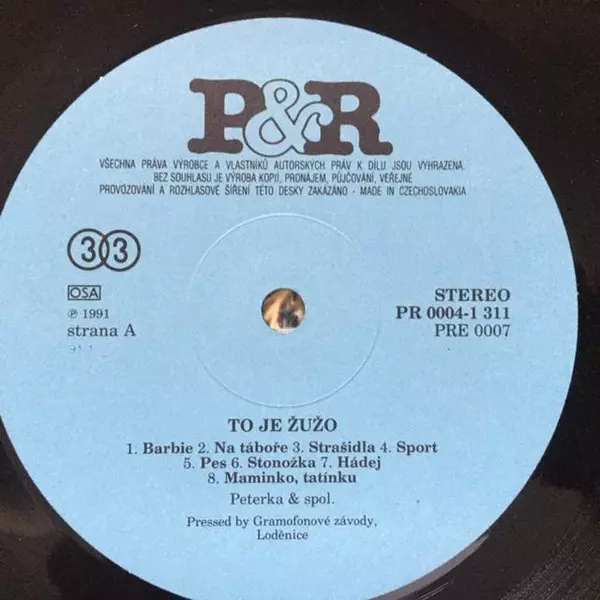 P&R
VŠECHNA PRÁVA VÝROBCE A VLASTNÍKŮ AUTORSKÝCH PRÁV K DÍLU JSOU VYHRAZENA.
BEZ SOUHLASU JE VÝROBA KOPIÍ, PRONÁJEM, PŮJČOVÁNÍ, VEŘEJNÉ
PROVOZOVÁNÍ A ROZHLASOVÉ ŠÍŘENÍ TÉTO DESKY ZAKÁZÁNO · MADE IN CZECHOSLOVAKIA
33
OSA
℗ 1991
strana A
STEREO
PR 0004-1 311
PRE 0007
TO JE ŽUŽO
1. Barbie 2. Na táboře 3. Strašidla 4. Sport
5. Pes 6. Stonožka 7. Hádej
8. Maminko, tatínku
Peterka & spol.
Pressed by Gramofonové závody,
Loděnice